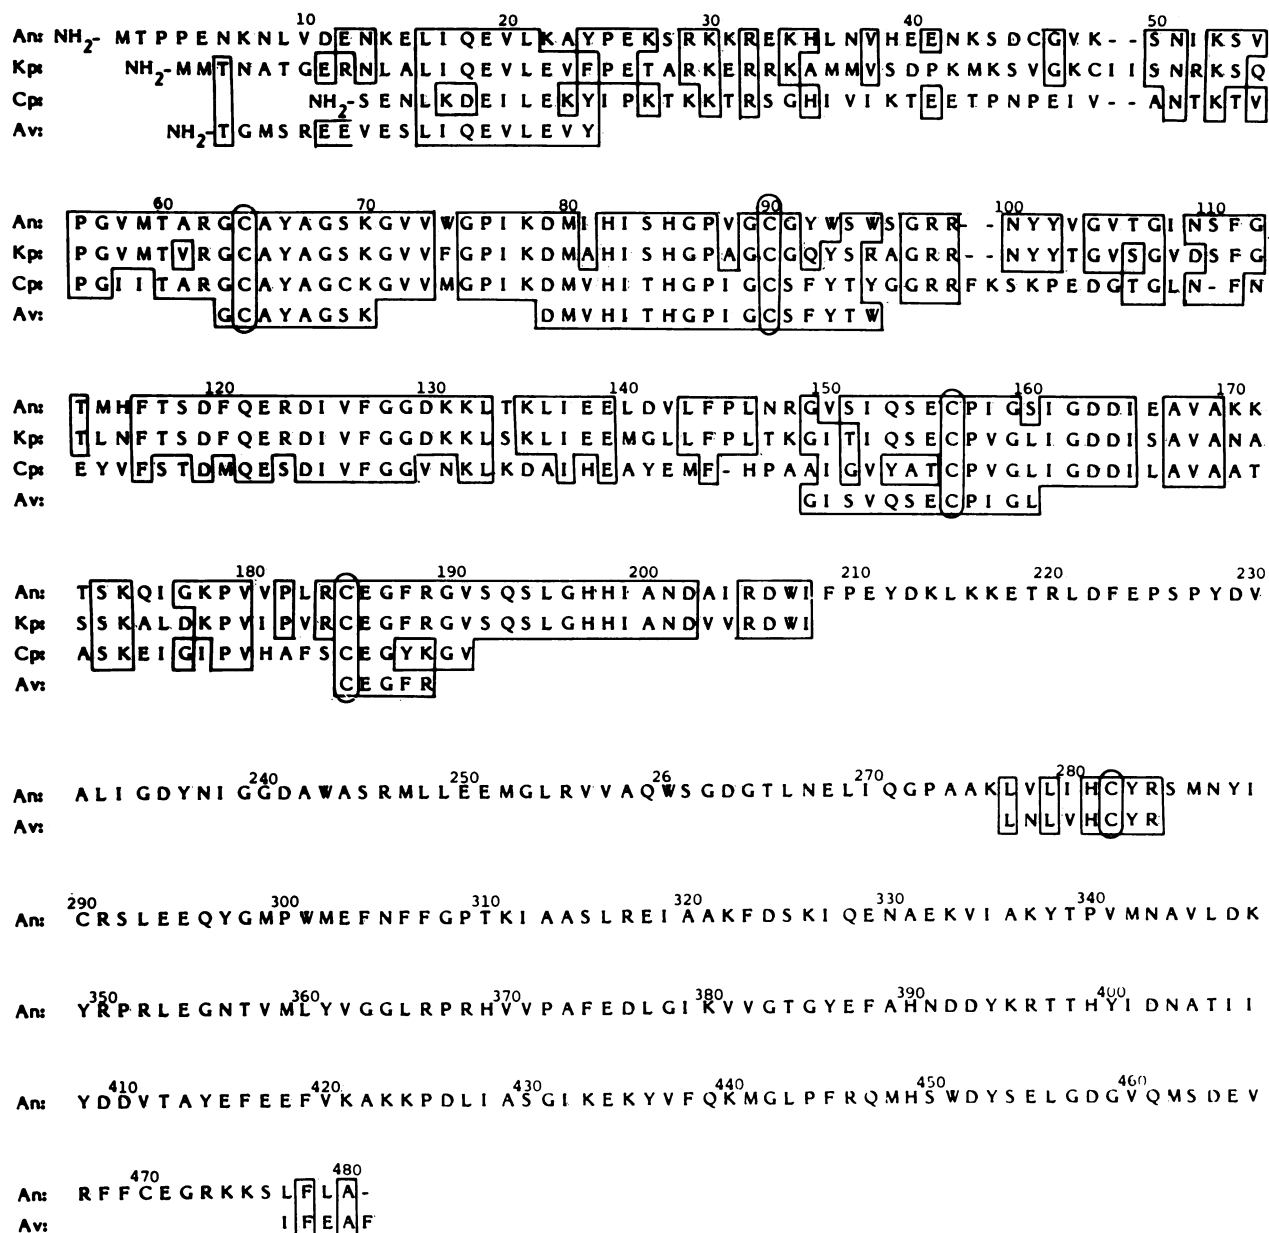 10 20 30 40 50
An: NH2- M T P P E N K N L V D E N K E L I Q E V L K A Y P E K S R K K R E K H L N V H E E N K S D C G V K - - S N I K S V
Kp: NH2-M M T N A T G E R N L A L I Q E V L E V F P E T A R K E R R K A M M V S D P K M K S V G K C I I S N R K S Q
Cp: NH2-S E N L K D E I L E K Y I P K T K K T R S G H I V I K T E E T P N P E I V - - A N T K T V
Av: NH2-T G M S R E E V E S L I Q E V L E V Y
60 70 80 90 100 110
An: P G V M T A R G C A Y A G S K G V V W G P I K D M I H I S H G P V G C G Y W S W S G R R - - N Y Y V G V T G I N S F G
Kp: P G V M T V R G C A Y A G S K G V V F G P I K D M A H I S H G P A G C G Q Y S R A G R R - - N Y Y T G V S G V D S F G
Cp: P G I I T A R G C A Y A G C K G V V M G P I K D M V H I T H G P I G C S F Y T Y G G R R F K S K P E D G T G L N - F N
Av: G C A Y A G S K D M V H I T H G P I G C S F Y T W
120 130 140 150 160 170
An: T M H F T S D F Q E R D I V F G G D K K L T K L I E E L D V L F P L N R G V S I Q S E C P I G S I G D D I E A V A K K
Kp: T L N F T S D F Q E R D I V F G G D K K L S K L I E E M G L L F P L T K G I T I Q S E C P V G L I G D D I S A V A N A
Cp: E Y V F S T D M Q E S D I V F G G V N K L K D A I H E A Y E M F - H P A A I G V Y A T C P V G L I G D D I L A V A A T
Av: G I S V Q S E C P I G L
180 190 200 210 220 230
An: T S K Q I G K P V V P L R C E G F R G V S Q S L G H H I A N D A I R D W I F P E Y D K L K K E T R L D F E P S P Y D V
Kp: S S K A L D K P V I P V R C E G F R G V S Q S L G H H I A N D V V R D W I
Cp: A S K E I G I P V H A F S C E G Y K G V
Av: C E G F R
240 250 26 270 280
An: A L I G D Y N I G G D A W A S R M L L E E M G L R V V A Q W S G D G T L N E L I Q G P A A K L V L I H C Y R S M N Y I
Av: L N L V H C Y R
290 300 310 320 330 340
An: C R S L E E Q Y G M P W M E F N F F G P T K I A A S L R E I A A K F D S K I Q E N A E K V I A K Y T P V M N A V L D K
350 360 370 380 390 400
An: Y R P R L E G N T V M L Y V G G L R P R H V V P A F E D L G I K V V G T G Y E F A H N D D Y K R T T H Y I D N A T I I
410 420 430 440 450 460
An: Y D D V T A Y E F E E F V K A K K P D L I A S G I K E K Y V F Q K M G L P F R Q M H S W D Y S E L G D G V Q M S D E V
470 480
An: R F F C E G R K K S L F L A -
Av: I F E A F